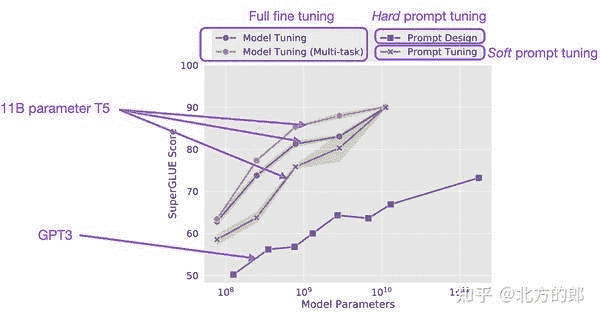 Full fine tuning
Hard prompt tuning
Model Tuning
Model Tuning (Multi-task)
Prompt Design
Prompt Tuning
Soft prompt tuning
100
90
80
70
60
50
SuperGLUE Score
11B parameter T5
GPT3
10⁸
10⁹
10¹⁰
Model Parameters
知乎 @北方的郎